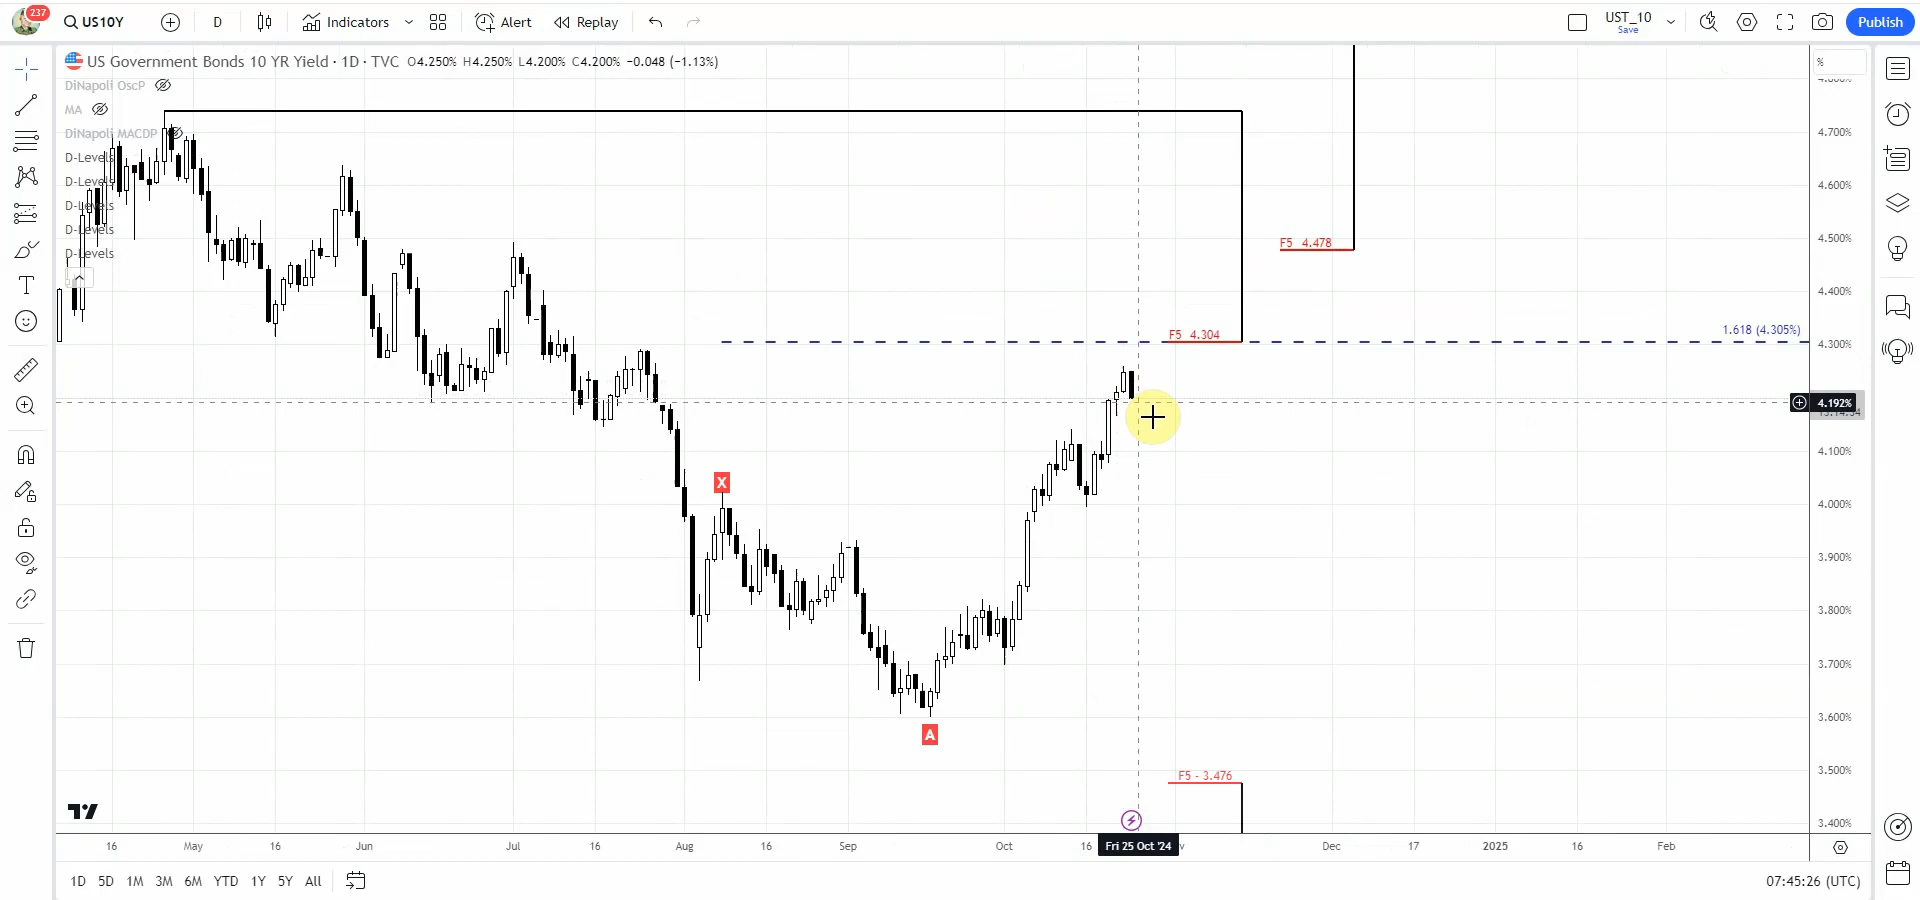 237
US10Y
D
Indicators
Alert
Replay
UST_10
Save
Publish
US Government Bonds 10 YR Yield · 1D · TVC O4.250% H4.250% L4.200% C4.200% −0.048 (−1.13%)
%
DiNapoli OscP
MA
DiNapoli MACDP
D-Levels
D-Levels
D-Levels
D-Levels
D-Levels
4.800%
4.700%
4.600%
4.500%
4.400%
4.300%
4.192%
4.100%
4.000%
3.900%
3.800%
3.700%
3.600%
3.500%
3.400%
F5 4.478
F5 4.304
1.618 (4.305%)
X
A
F5 - 3.476
16
May
16
Jun
Jul
16
Aug
16
Sep
Oct
16
Fri 25 Oct '24
Dec
17
2025
16
Feb
1D 5D 1M 3M 6M YTD 1Y 5Y All
07:45:26 (UTC)